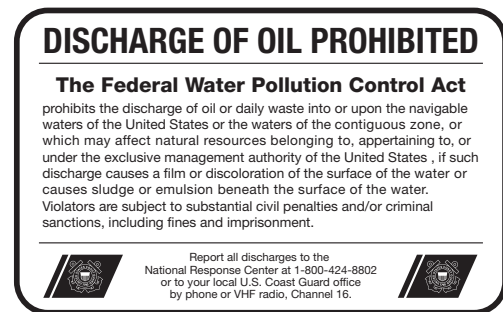 DISCHARGE OF OIL PROHIBITED
The Federal Water Pollution Control Act
prohibits the discharge of oil or daily waste into or upon the navigable
waters of the United States or the waters of the contiguous zone, or
which may affect natural resources belonging to, appertaining to, or
under the exclusive management authority of the United States , if such
discharge causes a film or discoloration of the surface of the water or
causes sludge or emulsion beneath the surface of the water.
Violators are subject to substantial civil penalties and/or criminal
sanctions, including fines and imprisonment.
Report all discharges to the
National Response Center at 1-800-424-8802
or to your local U.S. Coast Guard office
by phone or VHF radio, Channel 16.